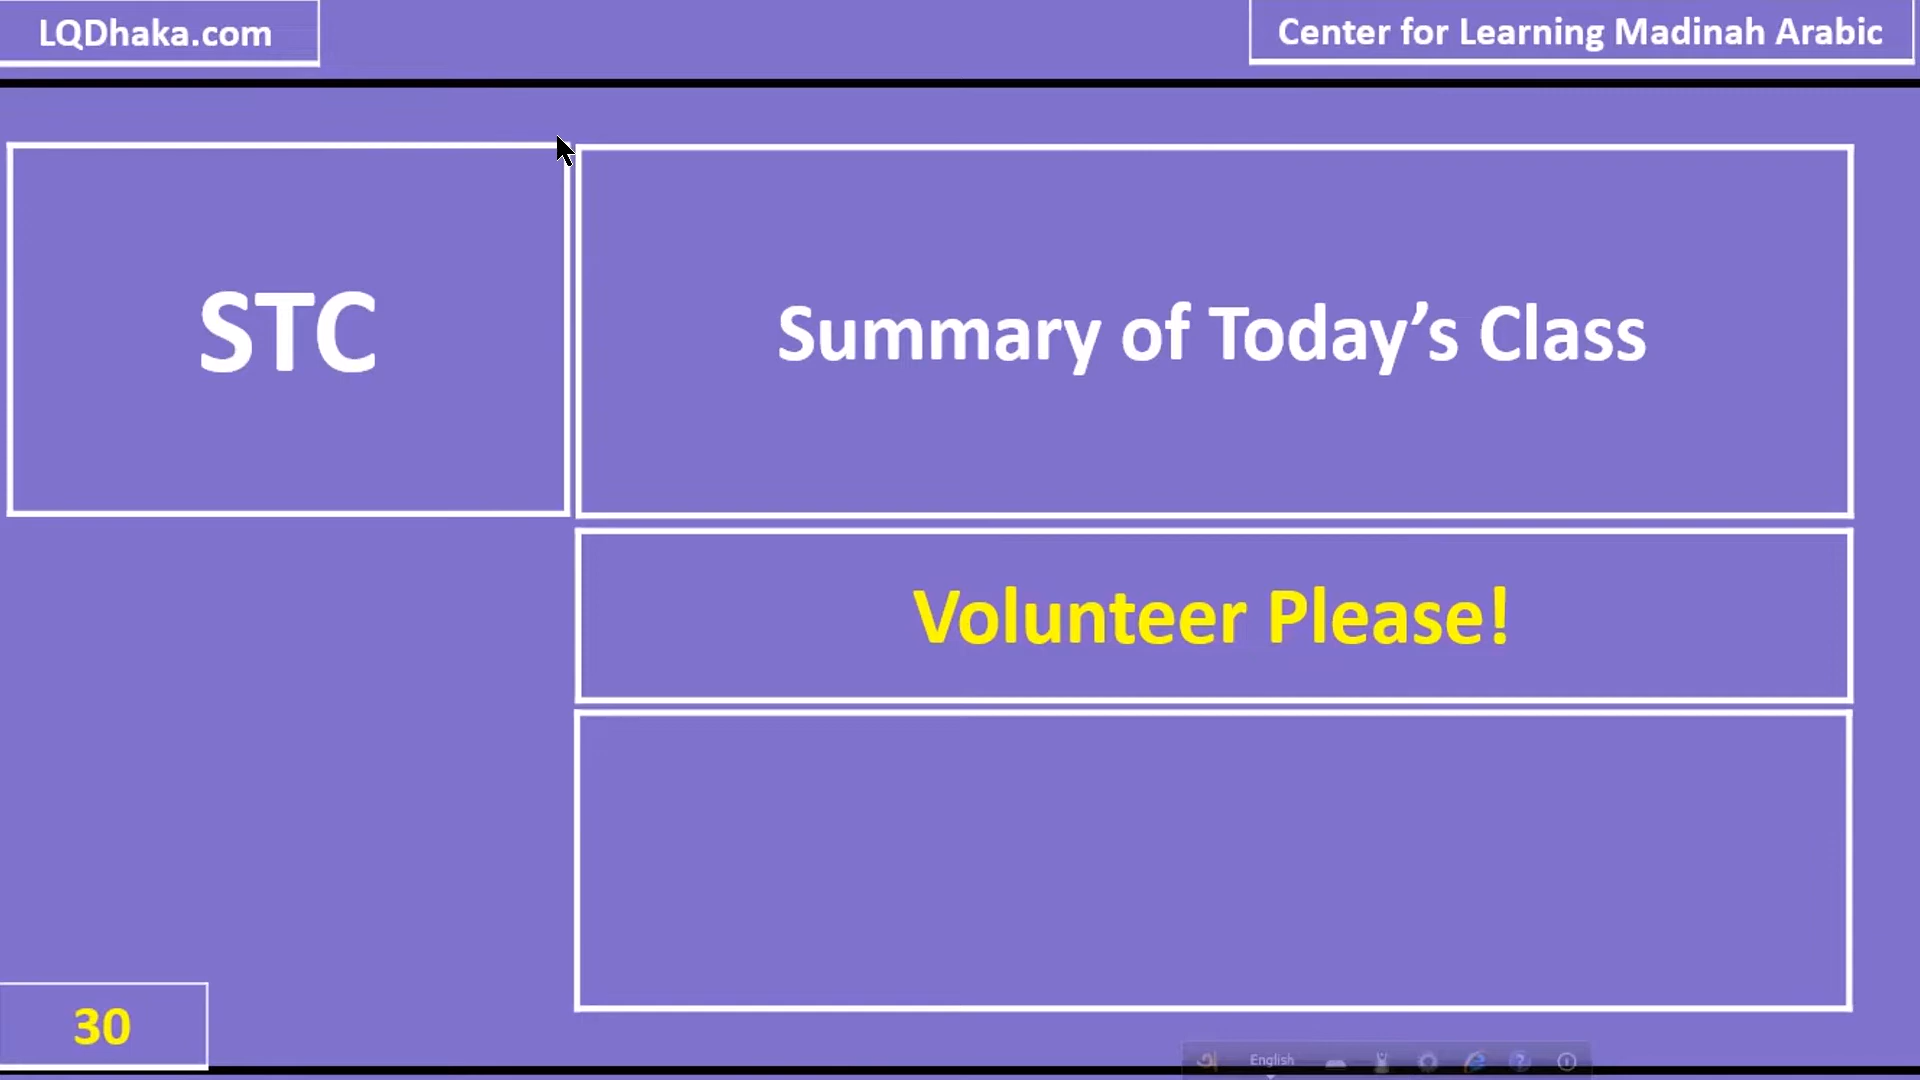 LQDhaka.com
Center for Learning Madinah Arabic
STC
Summary of Today’s Class
Volunteer Please!
30
English